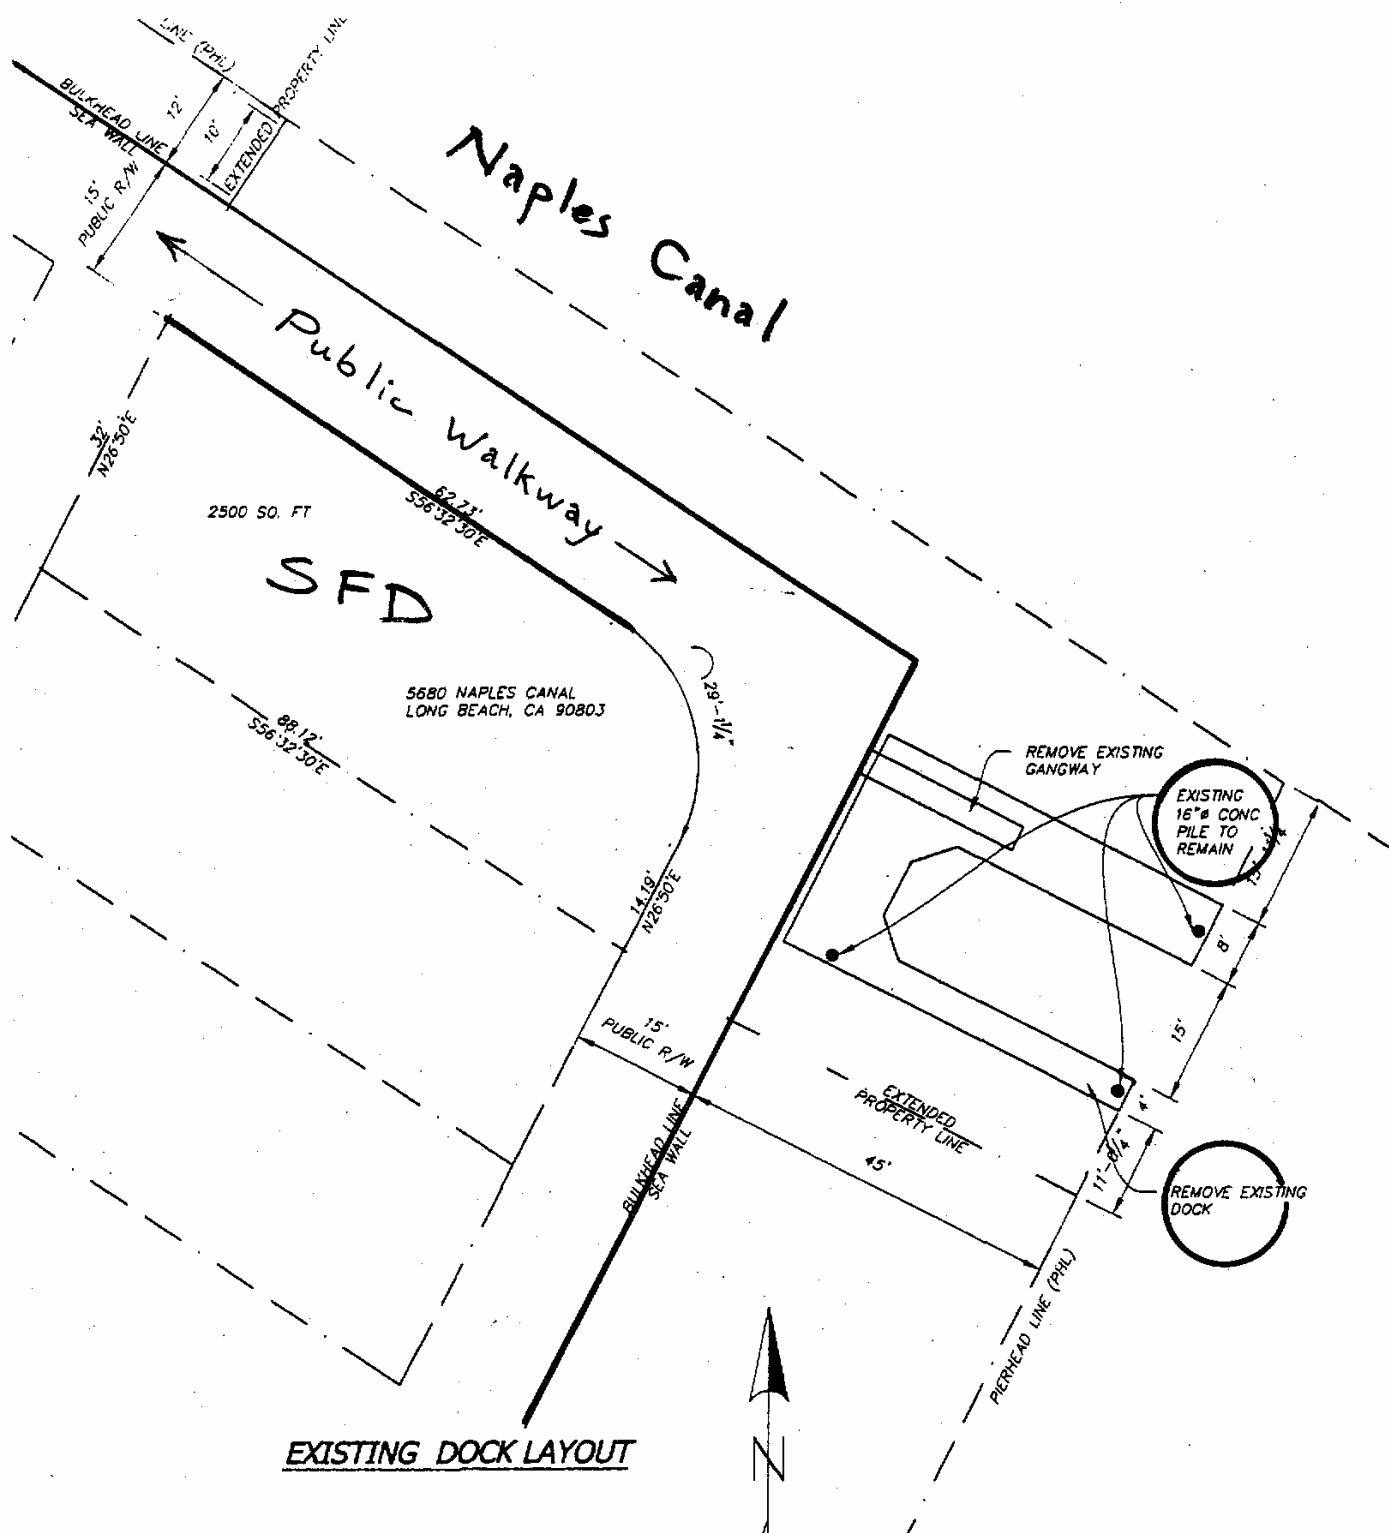 LINE (PHL)
PROPERTY LINE
BULKHEAD LINE
SEA WALL
12'
10'
EXTENDED
15'
PUBLIC R/W
Naples Canal
Public Walkway
32'
N26°50'E
62.73'
S56°32'30"E
2500 SQ. FT
SFD
5680 NAPLES CANAL
LONG BEACH, CA 90803
29'-1¼"
88.12'
S56°32'30"E
14.19'
N26°50'E
REMOVE EXISTING
GANGWAY
EXISTING
16"ø CONC
PILE TO
REMAIN
8'
15'
4'
15'
PUBLIC R/W
EXTENDED
PROPERTY LINE
45'
BULKHEAD LINE
SEA WALL
REMOVE EXISTING
DOCK
PIERHEAD LINE (PHL)
N
EXISTING DOCK LAYOUT